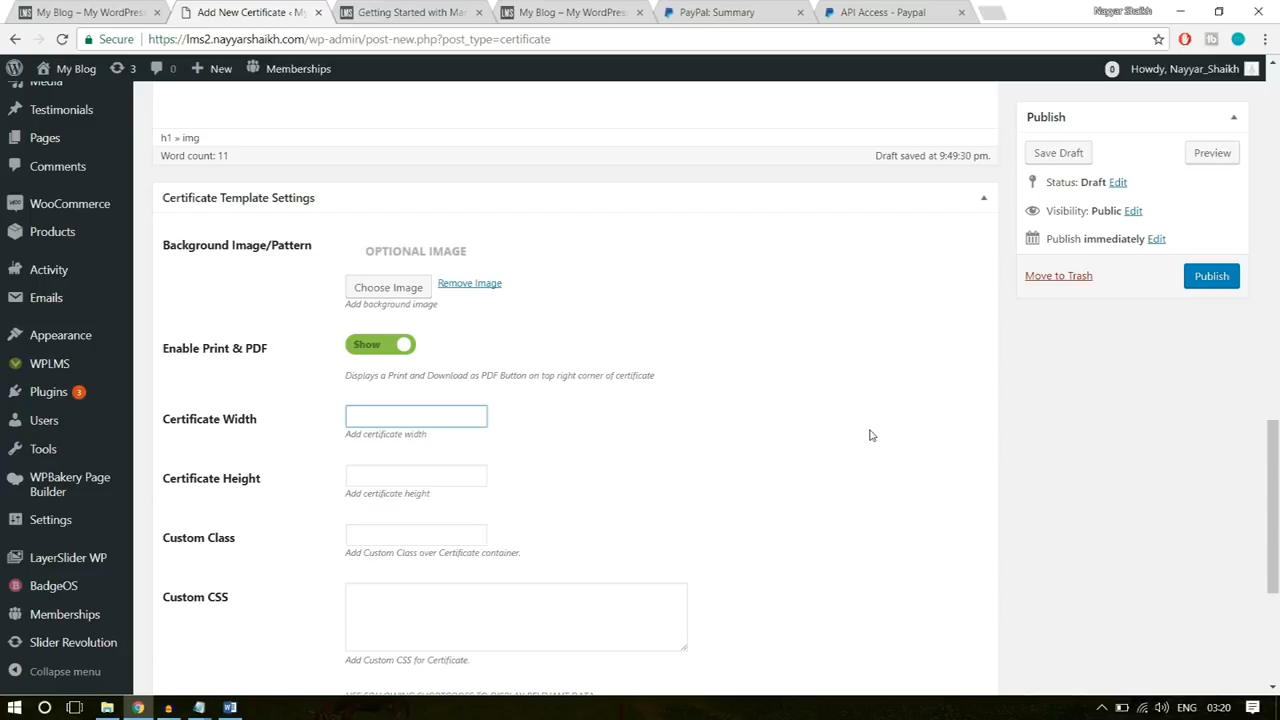 My Blog – My WordPress
Add New Certificate ‹ M
Getting Started with Mar
My Blog – My WordPress
PayPal: Summary
API Access - Paypal
Nayyar Shaikh
Secure
https://lms2.nayyarshaikh.com/wp-admin/post-new.php?post_type=certificate
My Blog
3
0
New
Memberships
0
Howdy, Nayyar_Shaikh
Media
Testimonials
Pages
Comments
WooCommerce
Products
Activity
Emails
Appearance
WPLMS
Plugins 3
Users
Tools
WPBakery Page
Builder
Settings
LayerSlider WP
BadgeOS
Memberships
Slider Revolution
Collapse menu
h1 » img
Word count: 11
Draft saved at 9:49:30 pm.
Certificate Template Settings
Background Image/Pattern
OPTIONAL IMAGE
Choose Image
Remove Image
Add background image
Enable Print & PDF
Show
Displays a Print and Download as PDF Button on top right corner of certificate
Certificate Width
Add certificate width
Certificate Height
Add certificate height
Custom Class
Add Custom Class over Certificate container.
Custom CSS
Add Custom CSS for Certificate.
USE FOLLOWING SHORTCODES TO DISPLAY RELEVANT DATA
Publish
Save Draft
Preview
Status: Draft Edit
Visibility: Public Edit
Publish immediately Edit
Move to Trash
Publish
ENG
03:20